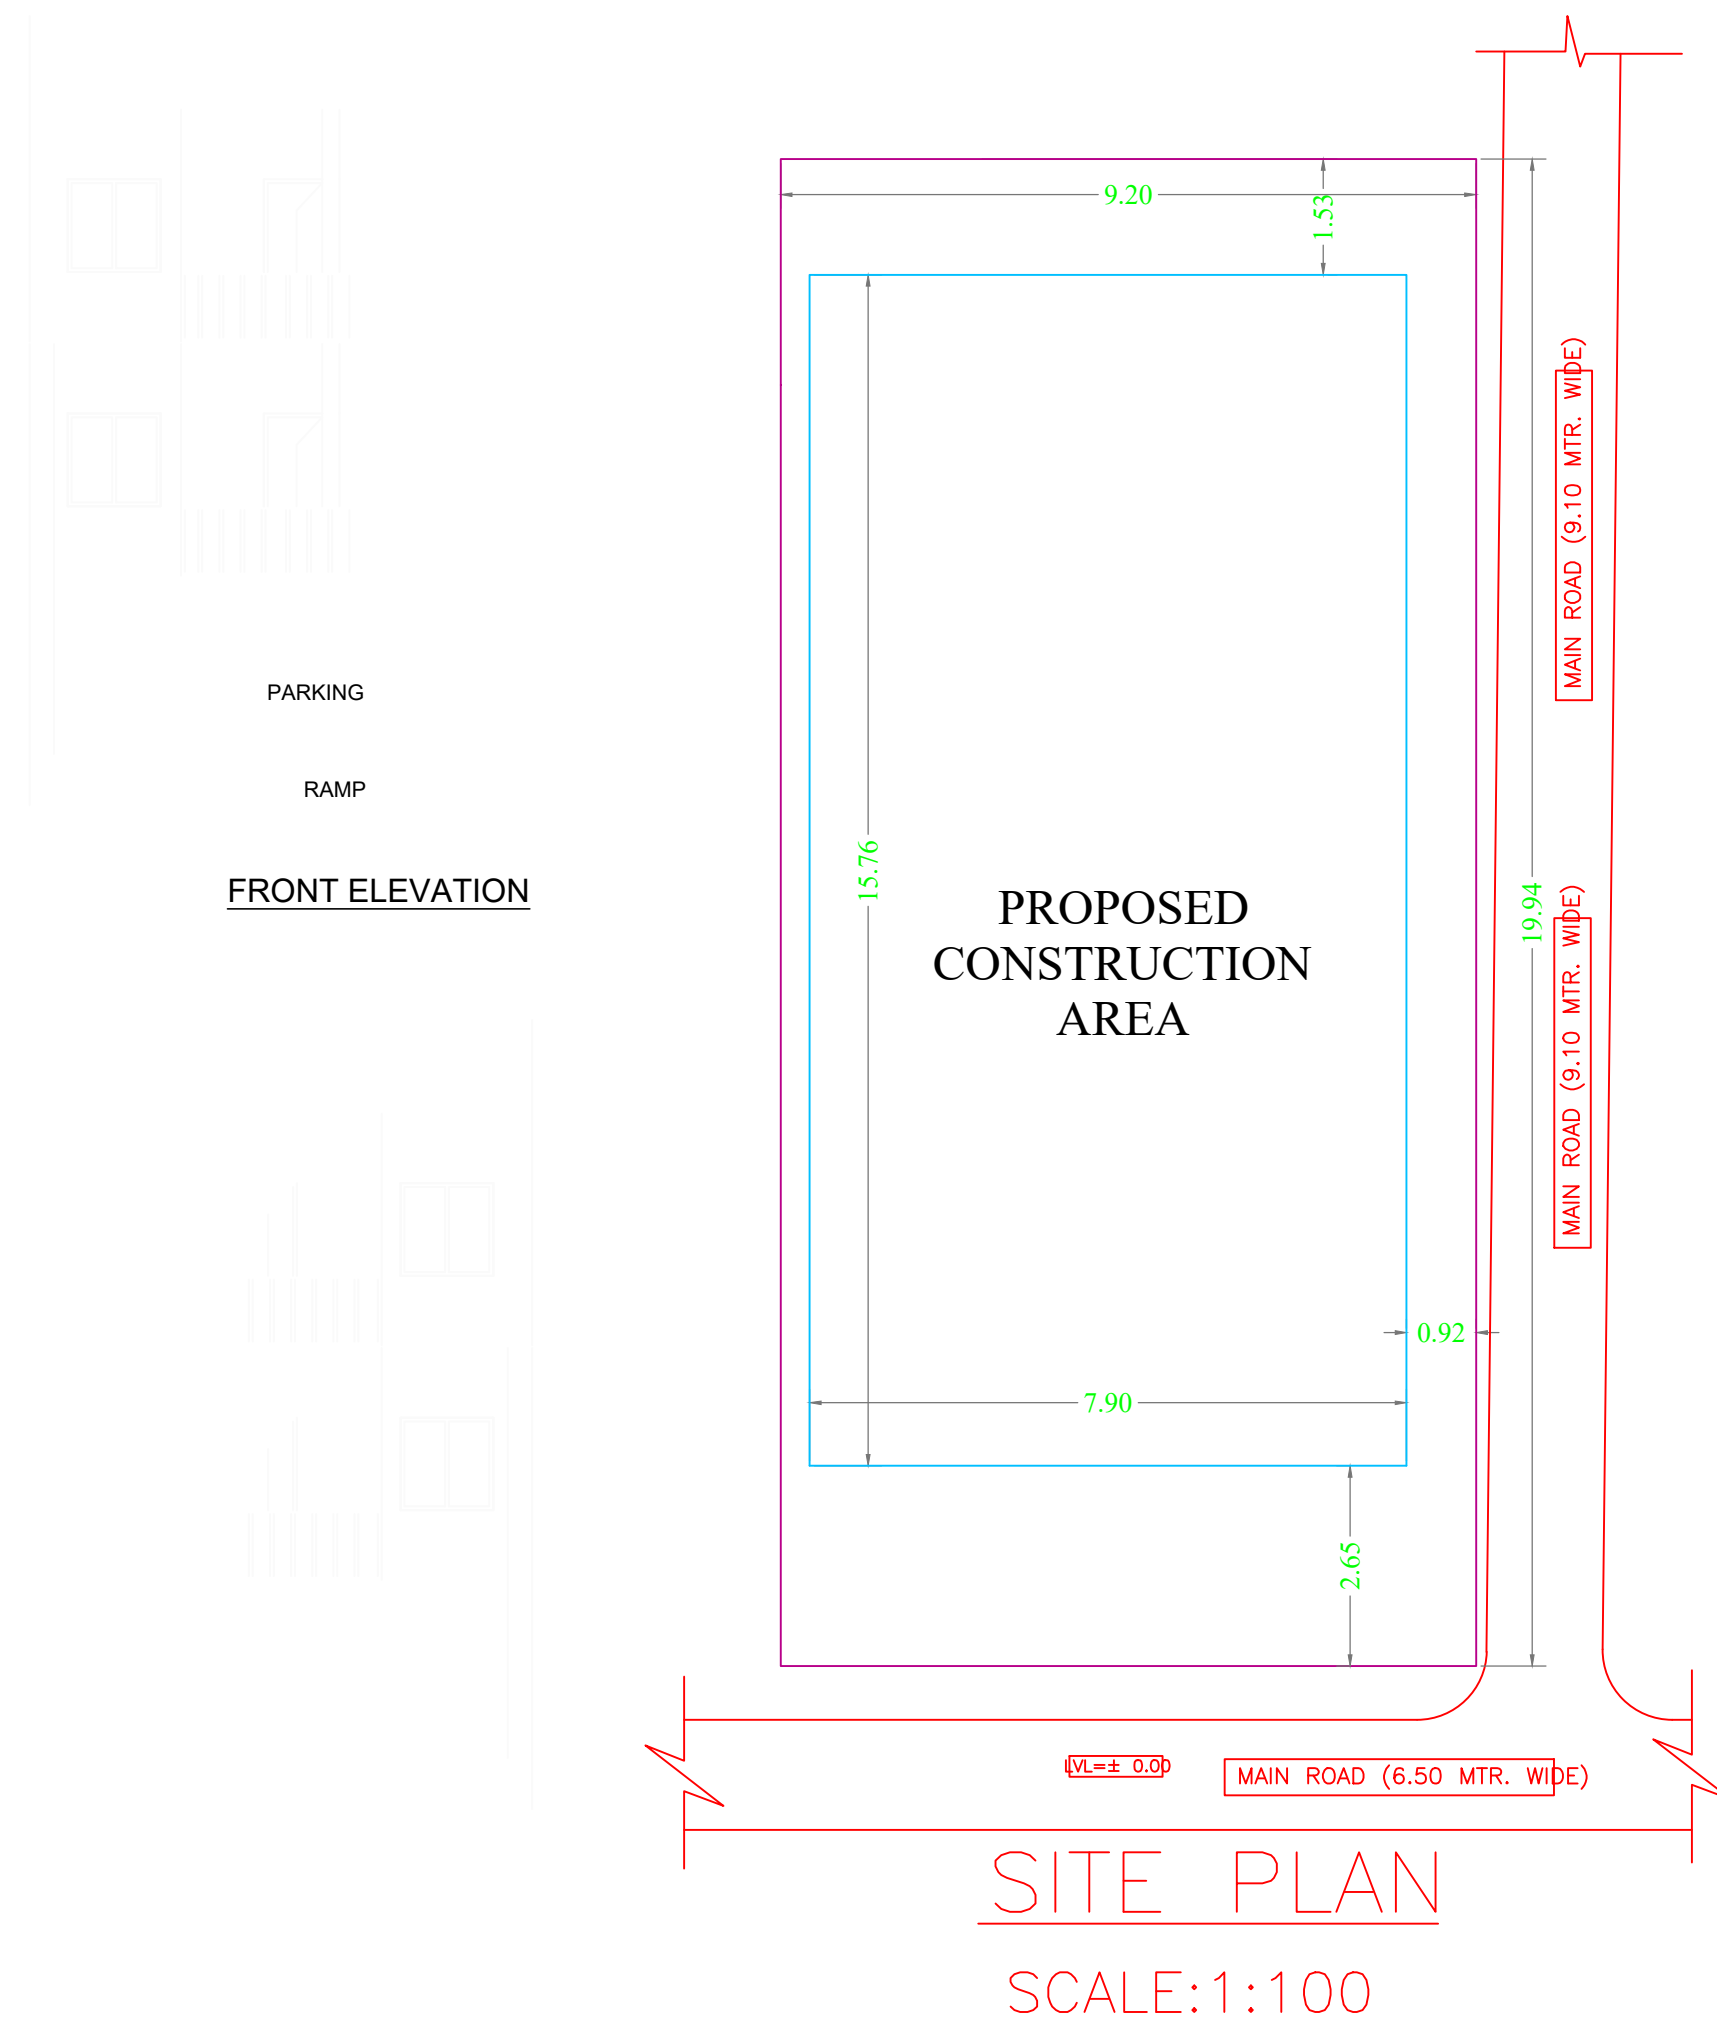 9.20
1.53
MAIN ROAD (9.10 MTR. WIDE)
PARKING
RAMP
15.76
FRONT ELEVATION
PROPOSED
CONSTRUCTION
AREA
19.94
MAIN ROAD (9.10 MTR. WIDE)
0.92
7.90
2.65
LVL=± 0.00
MAIN ROAD (6.50 MTR. WIDE)
SITE PLAN
SCALE:1:100